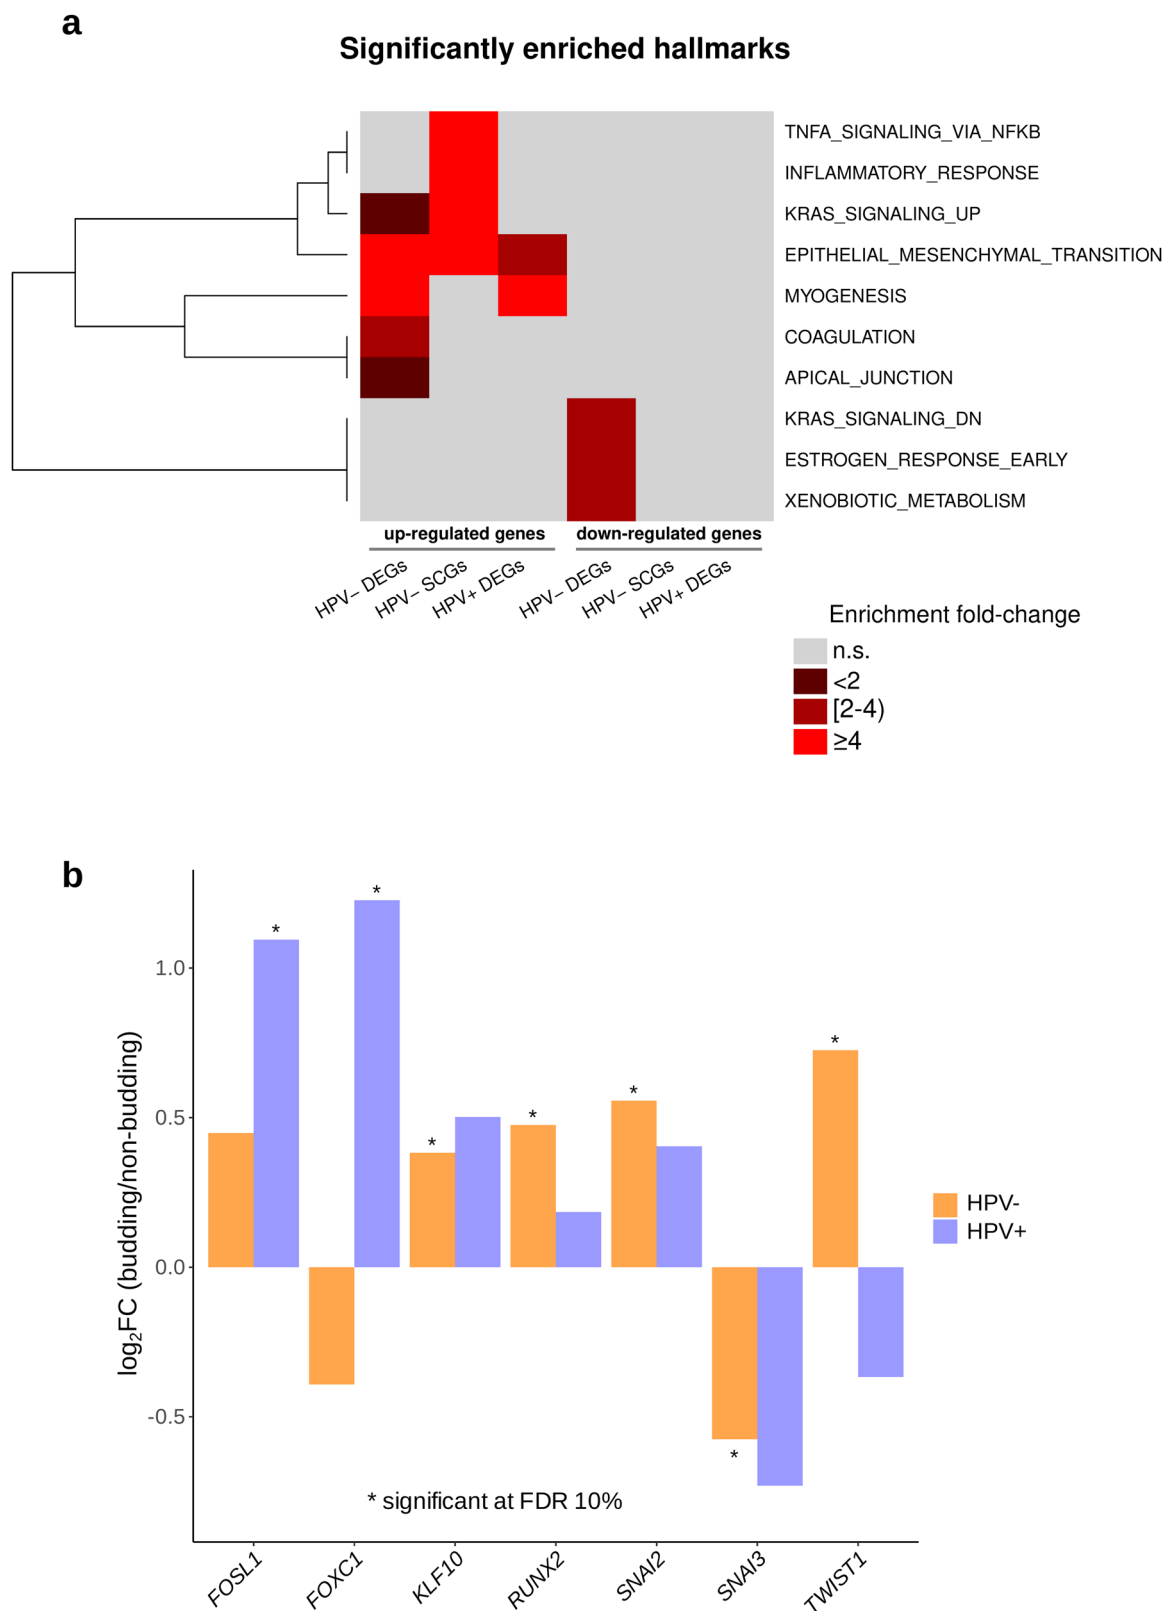 a
Significantly enriched hallmarks
TNFA_SIGNALING_VIA_NFKB
INFLAMMATORY_RESPONSE
KRAS_SIGNALING_UP
EPITHELIAL_MESENCHYMAL_TRANSITION
MYOGENESIS
COAGULATION
APICAL_JUNCTION
KRAS_SIGNALING_DN
ESTROGEN_RESPONSE_EARLY
XENOBIOTIC_METABOLISM
up-regulated genes down-regulated genes
HPV– DEGs HPV– SCGs HPV+ DEGs HPV– DEGs HPV– SCGs HPV+ DEGs
Enrichment fold-change
n.s.
<2
[2-4)
≥4
b
log₂FC (budding/non-budding)
1.0
0.5
0.0
-0.5
* * * * * * *
HPV-
HPV+
* significant at FDR 10%
FOSL1 FOXC1 KLF10 RUNX2 SNAI2 SNAI3 TWIST1